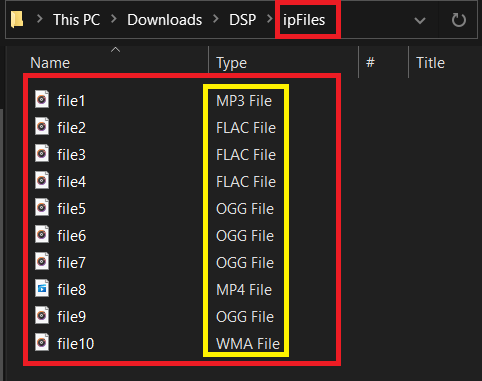 This PC > Downloads > DSP > ipFiles
Name Type # Title
file1 MP3 File
file2 FLAC File
file3 FLAC File
file4 FLAC File
file5 OGG File
file6 OGG File
file7 OGG File
file8 MP4 File
file9 OGG File
file10 WMA File